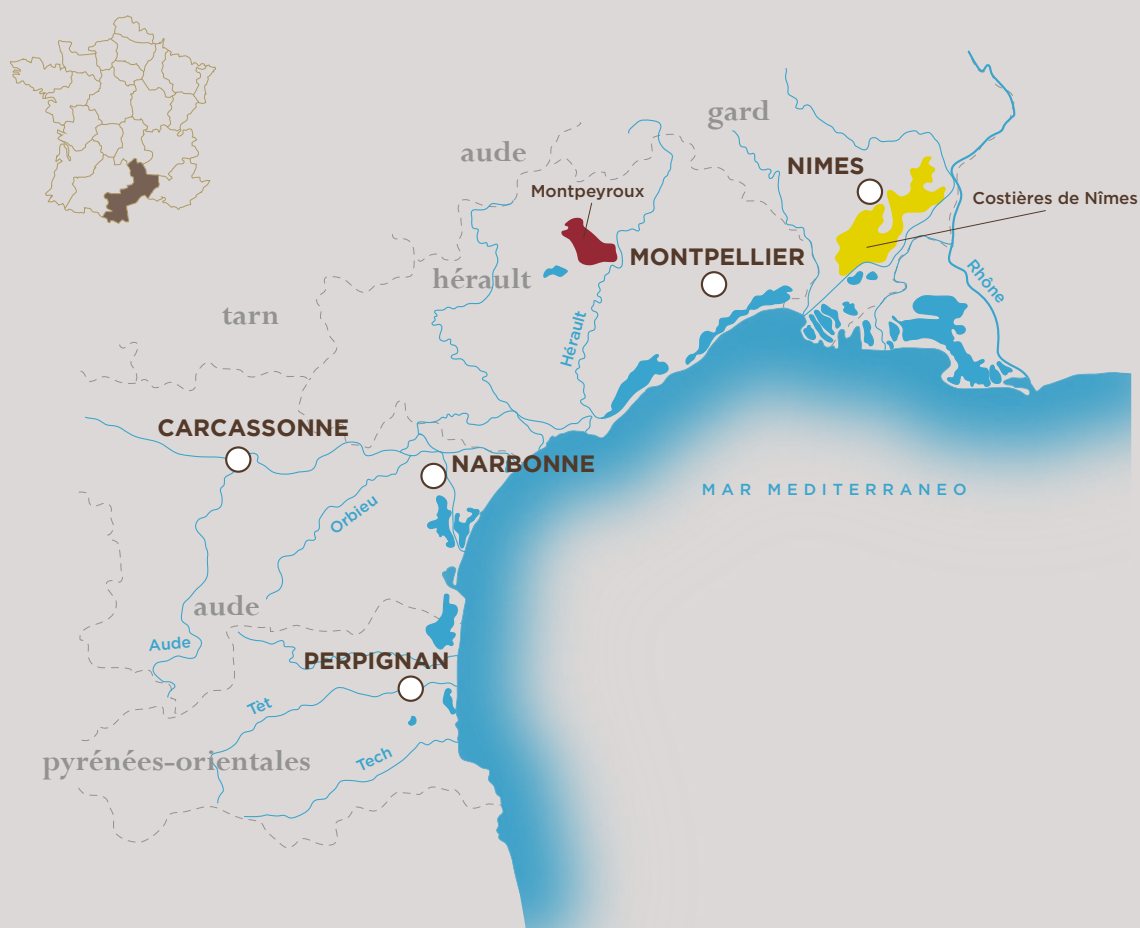 gard
aude
NIMES
Montpeyroux
Costières de Nîmes
MONTPELLIER
hérault
Rhône
tarn
Hérault
CARCASSONNE
NARBONNE
MAR MEDITERRANEO
Orbieu
aude
Aude
PERPIGNAN
Têt
Tech
pyrénées-orientales